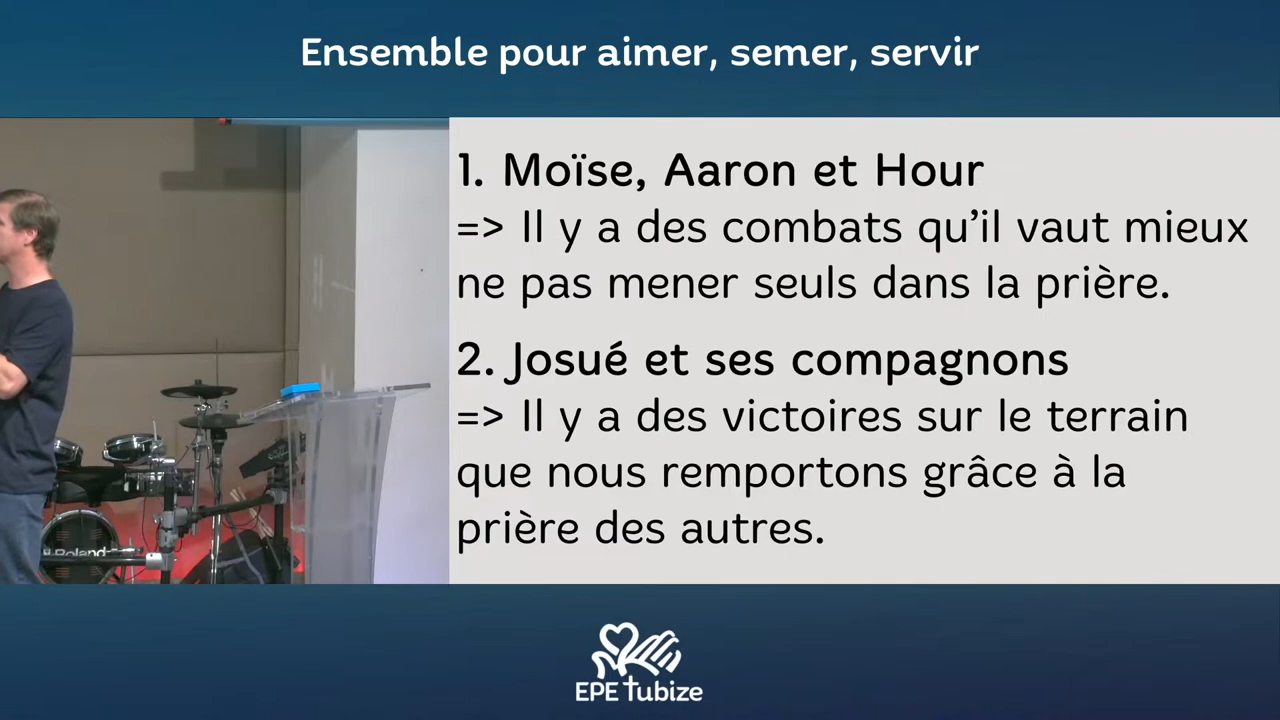 Ensemble pour aimer, semer, servir
1. Moïse, Aaron et Hour
=> Il y a des combats qu’il vaut mieux
ne pas mener seuls dans la prière.
2. Josué et ses compagnons
=> Il y a des victoires sur le terrain
que nous remportons grâce à la
prière des autres.
Roland
EPE Tubize